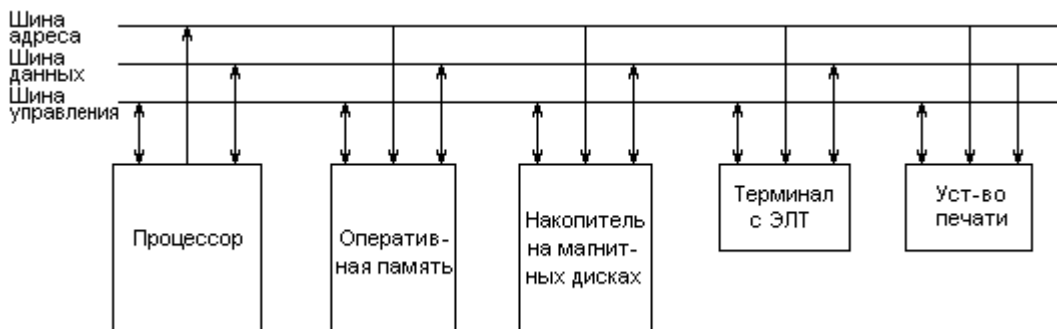 Шина
адреса
Шина
данных
Шина
управления
Процессор
Оператив-
ная память
Накопитель
на магнит-
ных дисках
Терминал
с ЭЛТ
Уст-во
печати